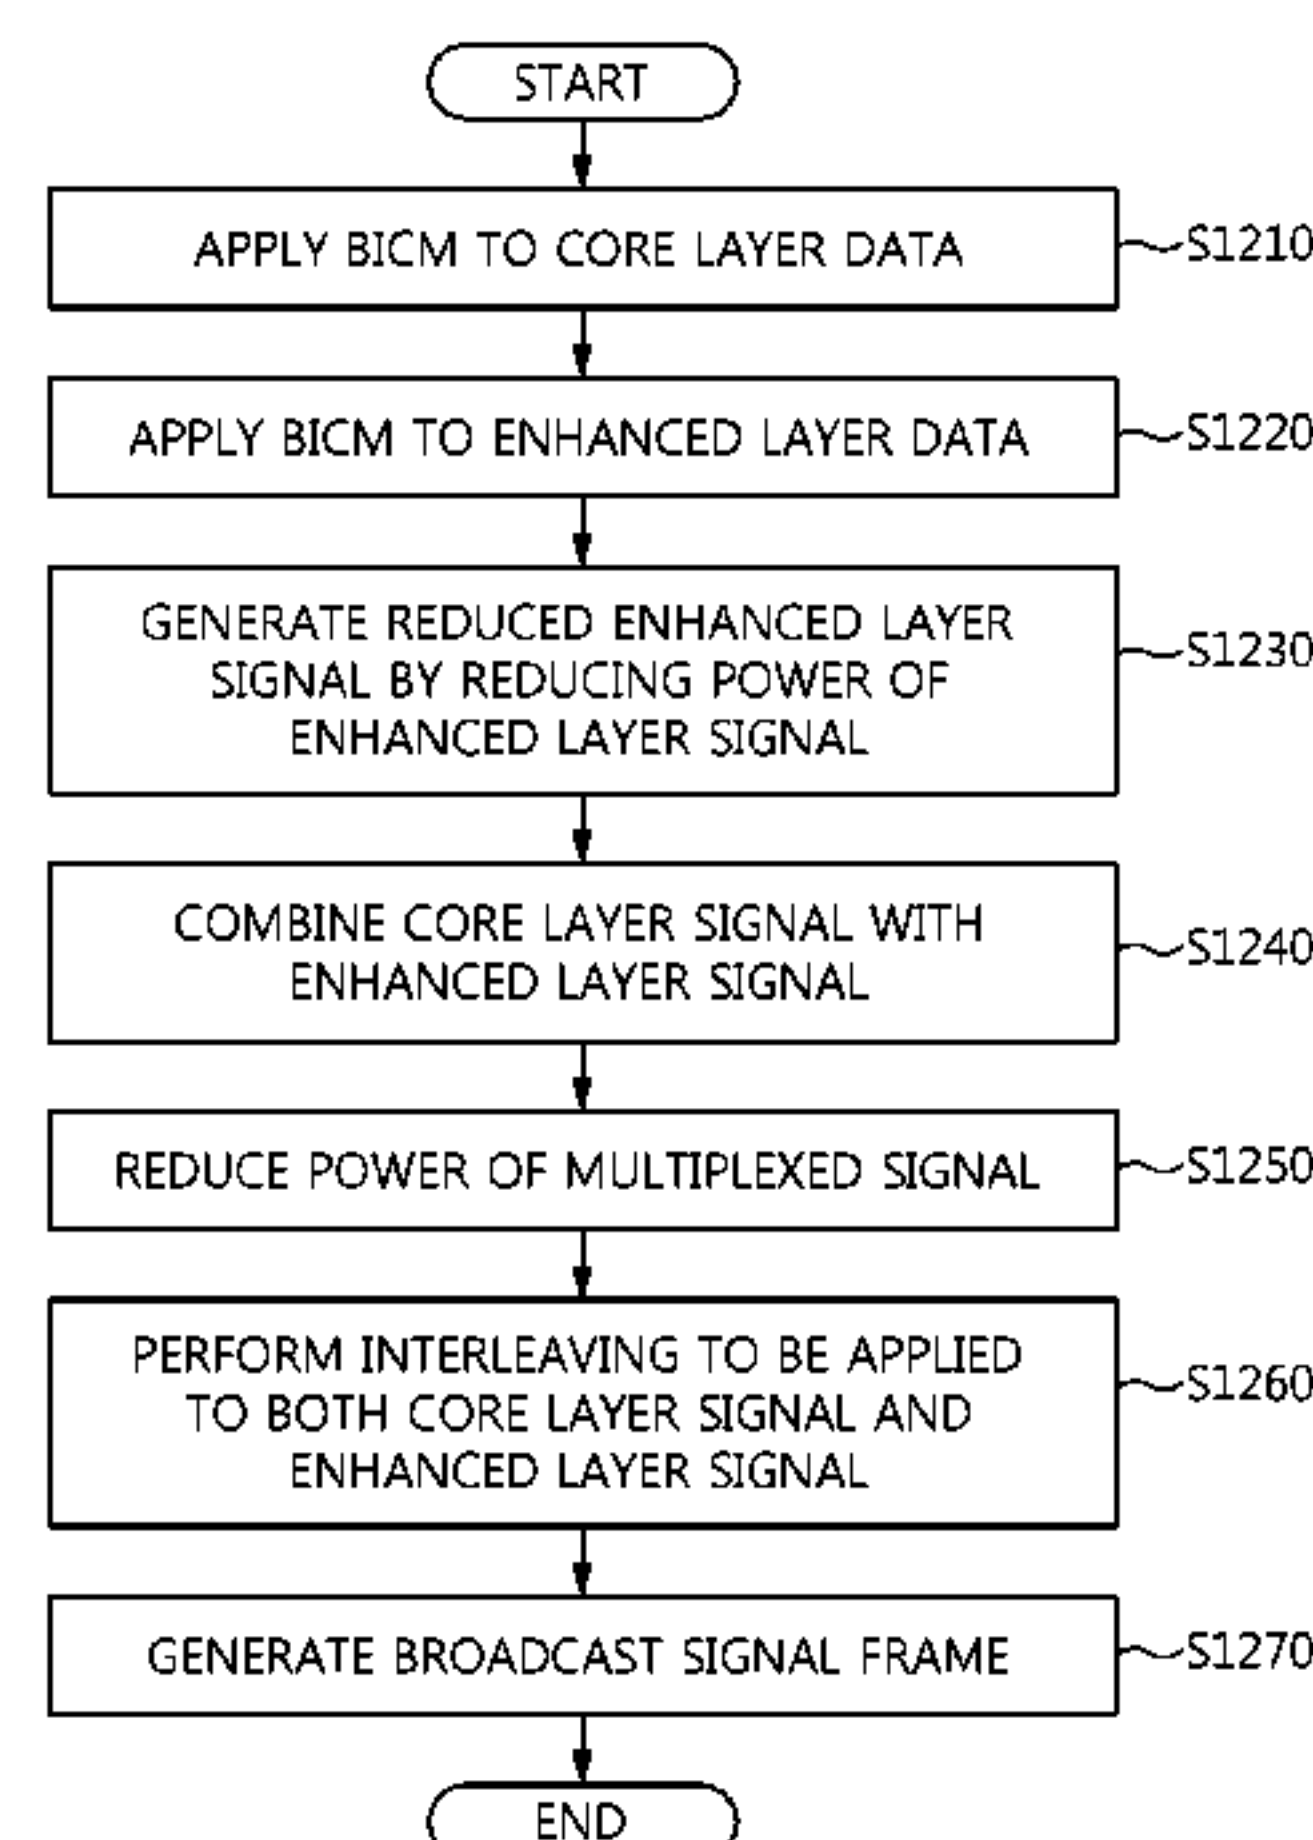 START
APPLY BICM TO CORE LAYER DATA
S1210
APPLY BICM TO ENHANCED LAYER DATA
S1220
GENERATE REDUCED ENHANCED LAYER
SIGNAL BY REDUCING POWER OF
ENHANCED LAYER SIGNAL
S1230
COMBINE CORE LAYER SIGNAL WITH
ENHANCED LAYER SIGNAL
S1240
REDUCE POWER OF MULTIPLEXED SIGNAL
S1250
PERFORM INTERLEAVING TO BE APPLIED
TO BOTH CORE LAYER SIGNAL AND
ENHANCED LAYER SIGNAL
S1260
GENERATE BROADCAST SIGNAL FRAME
S1270
END